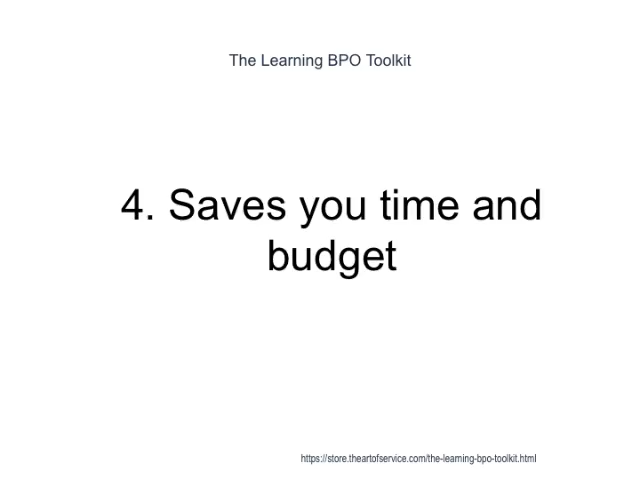 The Learning BPO Toolkit
4. Saves you time and
budget
https://store.theartofservice.com/the-learning-bpo-toolkit.html